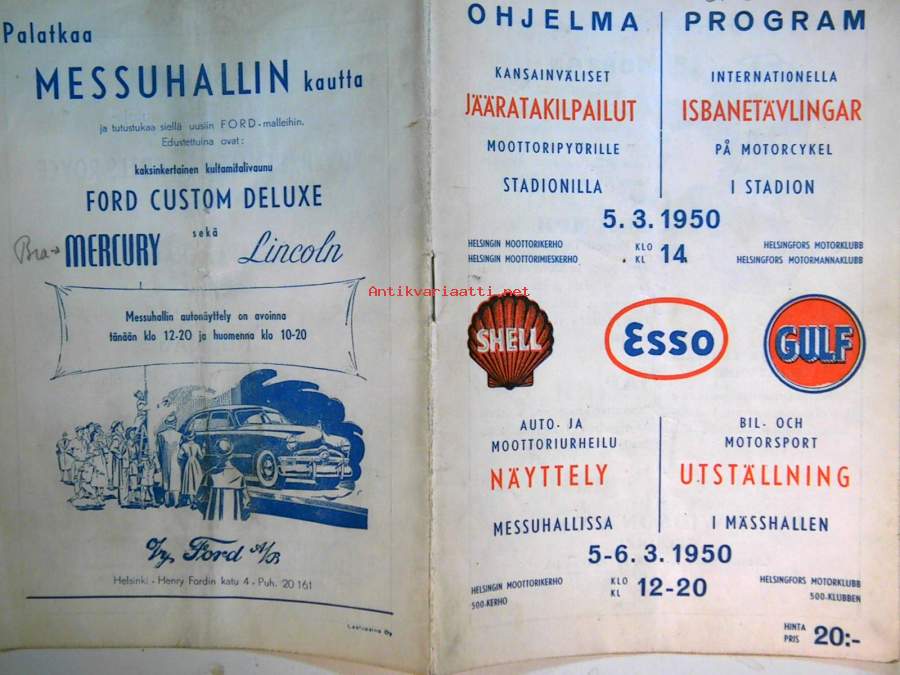 Palatkaa
MESSUHALLIN kautta
ja tutustukaa siellä uusiin FORD-malleihin.
Edustettuina ovat:
kaksinkertainen kultamitalivaunu
FORD CUSTOM DELUXE
sekä
Bra→ MERCURY Lincoln
Messuhallin autonäyttely on avoinna
tänään klo 12-20 ja huomenna klo 10-20
Oy. Ford A/B
Helsinki - Henry Fordin katu 4 - Puh. 20 161
OHJELMA
KANSAINVÄLISET
JÄÄRATAKILPAILUT
MOOTTORIPYÖRILLE
STADIONILLA
PROGRAM
INTERNATIONELLA
ISBANETÄVLINGAR
PÅ MOTORCYKEL
I STADION
5.3.1950
HELSINGIN MOOTTORIKERHO
HELSINGIN MOOTTORIMIESKERHO
KLO
KL 14
HELSINGFORS MOTORKLUBB
HELSINGFORS MOTORMANNAKLUBB
Antikvariaatti.net
SHELL
Esso
GULF
AUTO- JA
MOOTTORIURHEILU
NÄYTTELY
MESSUHALLISSA
BIL- OCH
MOTORSPORT
UTSTÄLLNING
I MÄSSHALLEN
5-6.3.1950
HELSINGIN MOOTTORIKERHO
500-KERHO
KLO
KL 12-20
HELSINGFORS MOTORKLUBB
500-KLUBBEN
HINTA
PRIS 20:-